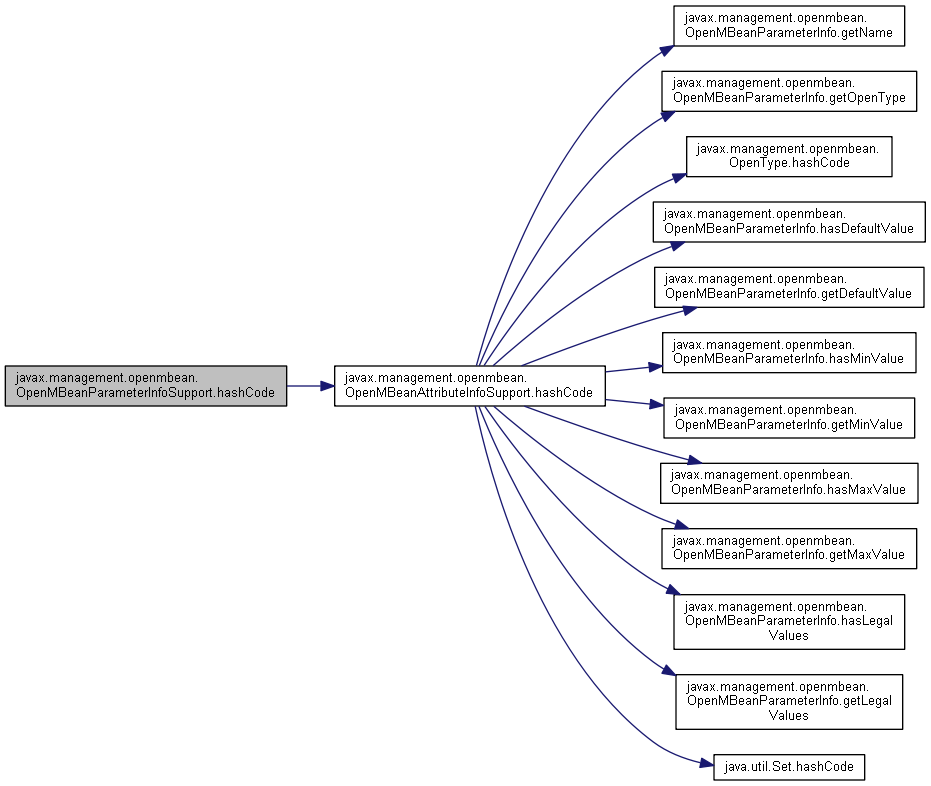 javax.management.openmbean.
OpenMBeanParameterInfoSupport.hashCode
javax.management.openmbean.
OpenMBeanAttributeInfoSupport.hashCode
javax.management.openmbean.
OpenMBeanParameterInfo.getName
javax.management.openmbean.
OpenMBeanParameterInfo.getOpenType
javax.management.openmbean.
OpenType.hashCode
javax.management.openmbean.
OpenMBeanParameterInfo.hasDefaultValue
javax.management.openmbean.
OpenMBeanParameterInfo.getDefaultValue
javax.management.openmbean.
OpenMBeanParameterInfo.hasMinValue
javax.management.openmbean.
OpenMBeanParameterInfo.getMinValue
javax.management.openmbean.
OpenMBeanParameterInfo.hasMaxValue
javax.management.openmbean.
OpenMBeanParameterInfo.getMaxValue
javax.management.openmbean.
OpenMBeanParameterInfo.hasLegal
Values
javax.management.openmbean.
OpenMBeanParameterInfo.getLegal
Values
java.util.Set.hashCode